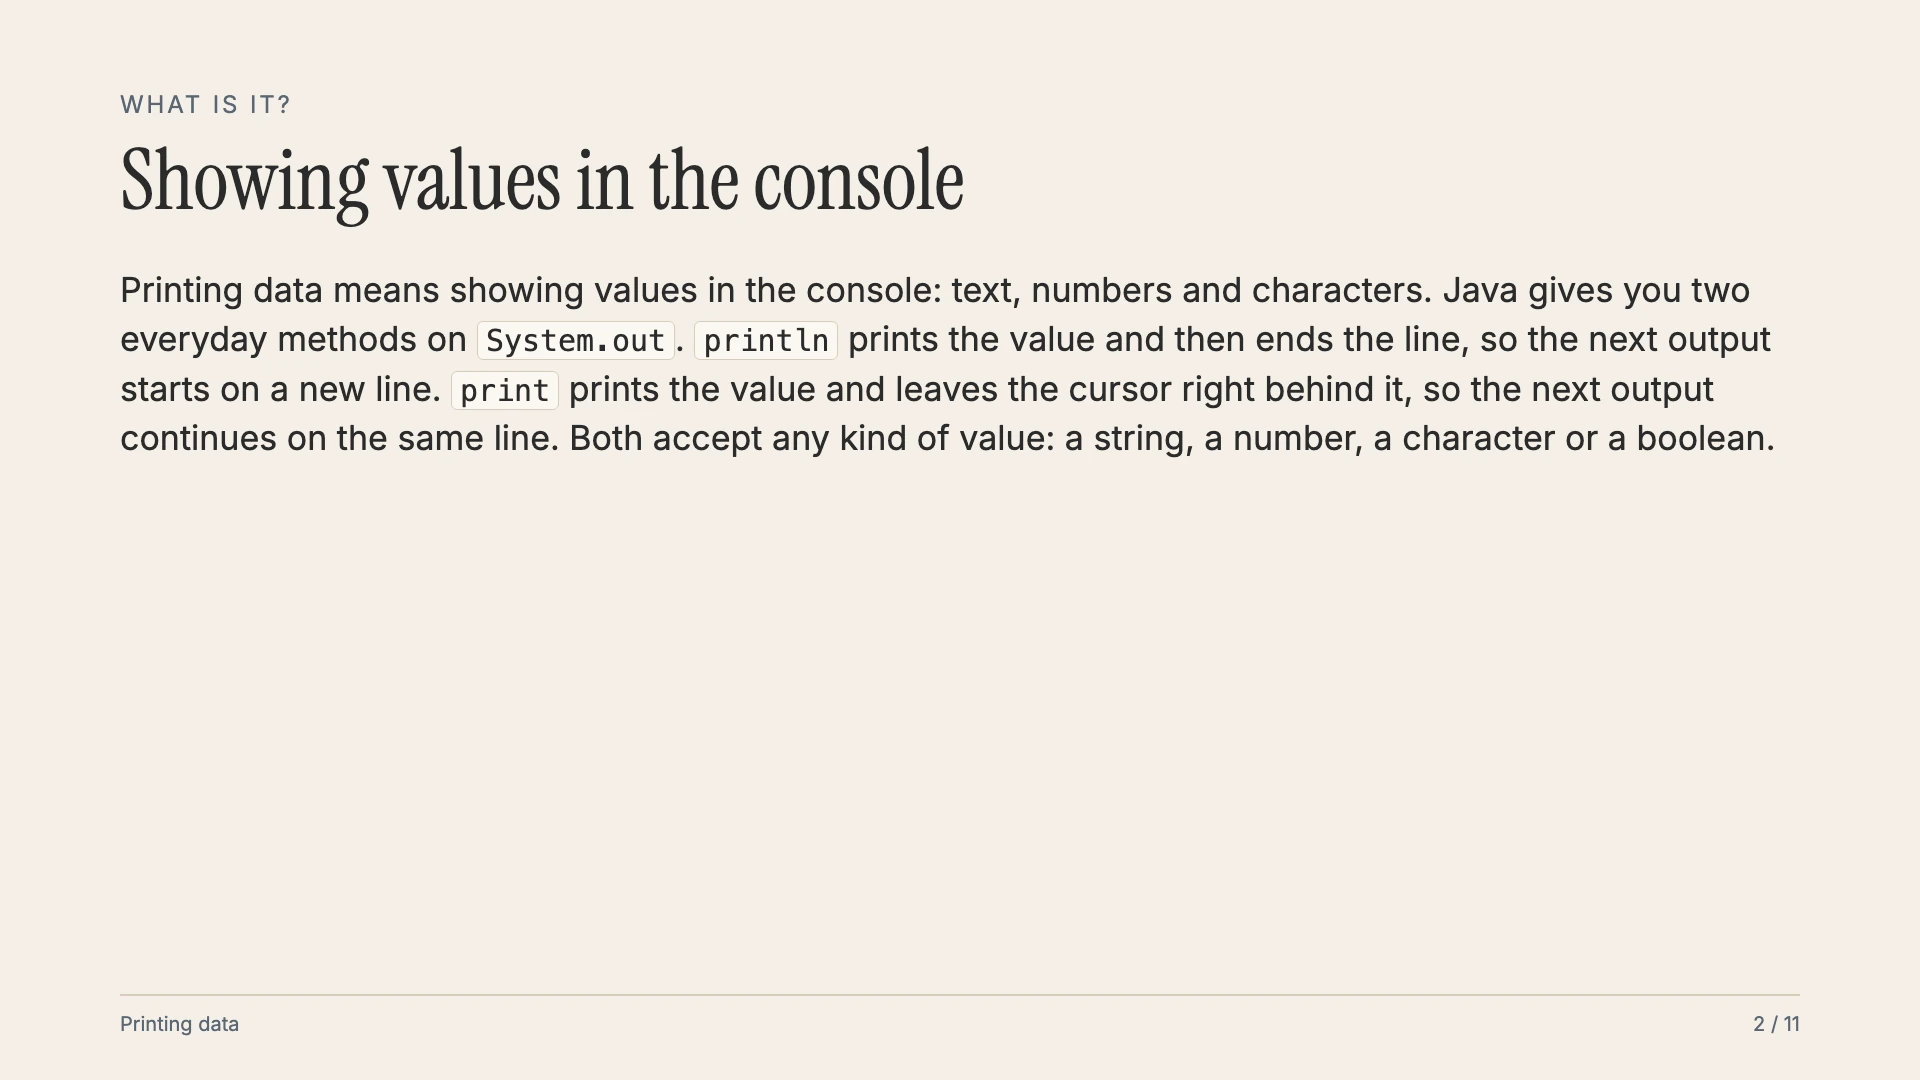 WHAT IS IT?
Showing values in the console
Printing data means showing values in the console: text, numbers and characters. Java gives you two
everyday methods on System.out. println prints the value and then ends the line, so the next output
starts on a new line. print prints the value and leaves the cursor right behind it, so the next output
continues on the same line. Both accept any kind of value: a string, a number, a character or a boolean.
Printing data
2 / 11